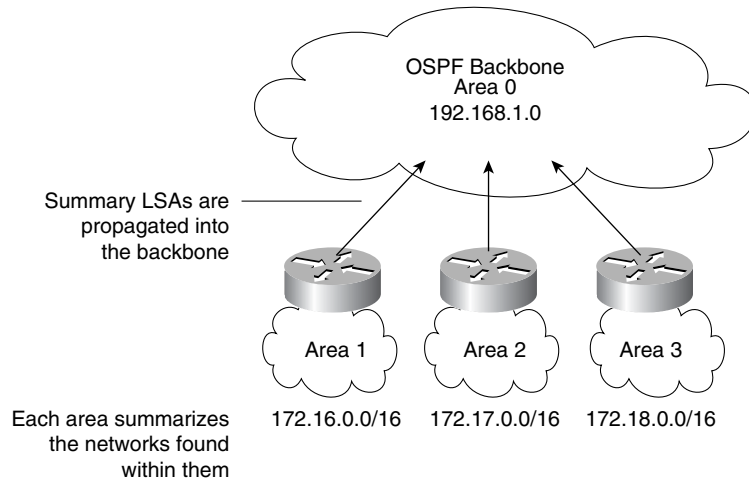 OSPF Backbone
Area 0
192.168.1.0
Summary LSAs are
propagated into
the backbone
Area 1
Area 2
Area 3
Each area summarizes
the networks found
within them
172.16.0.0/16
172.17.0.0/16
172.18.0.0/16